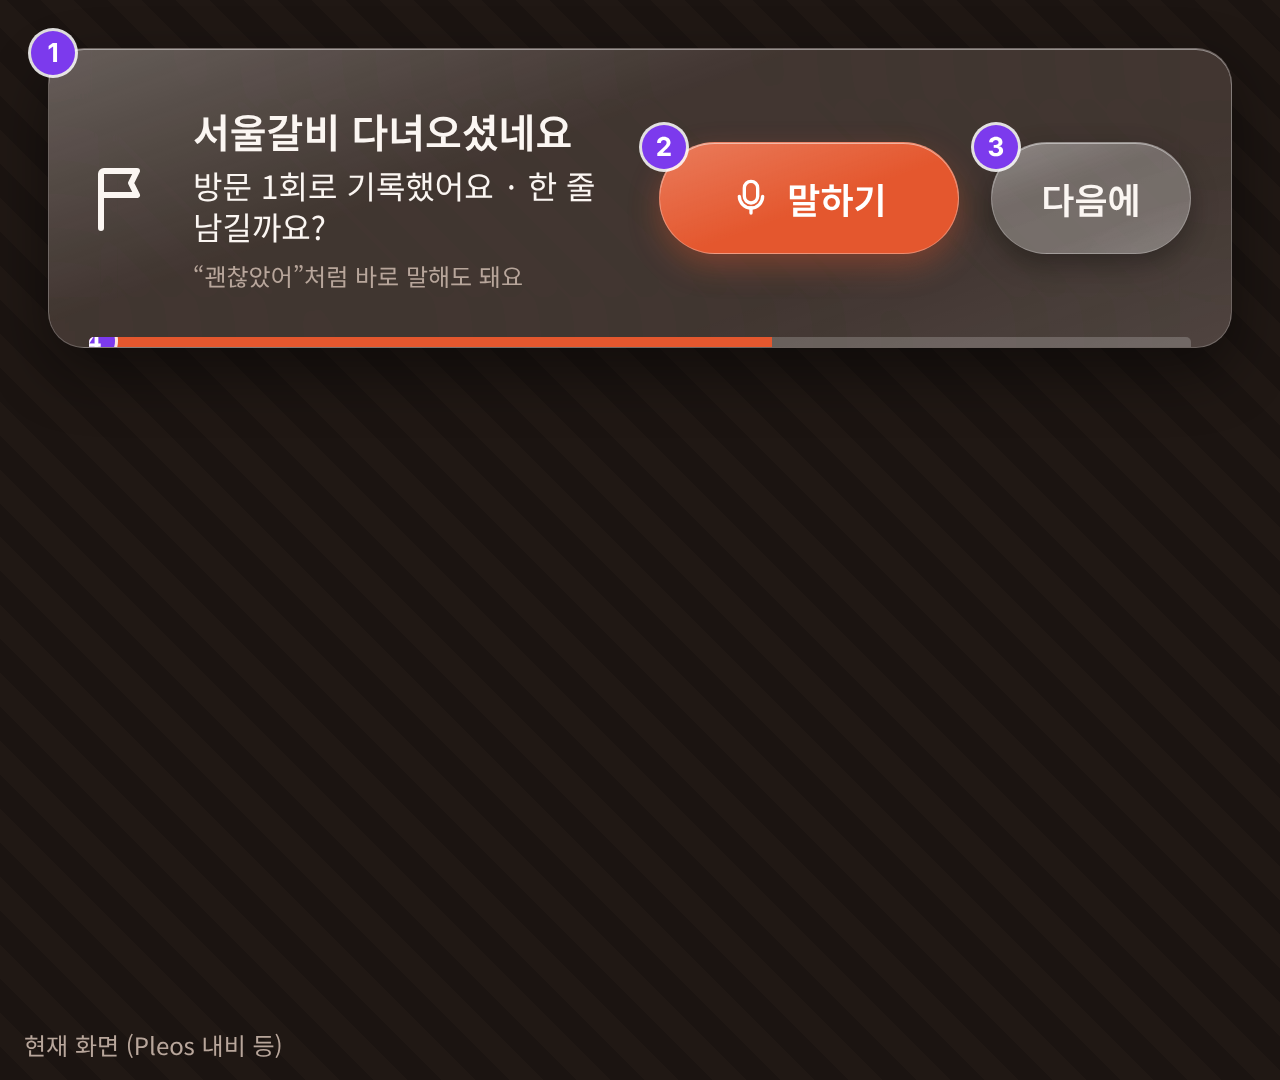 1
서울갈비 다녀오셨네요
방문 1회로 기록했어요 · 한 줄
남길까요?
“괜찮았어”처럼 바로 말해도 돼요
2
말하기
3
다음에
현재 화면 (Pleos 내비 등)